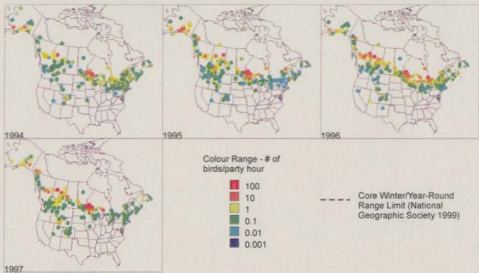 1994
1995
1996
1997
Colour Range - # of
birds/party hour
100
10
1
0.1
0.01
0.001
Core Winter/Year-Round
Range Limit (National
Geographic Society 1999)